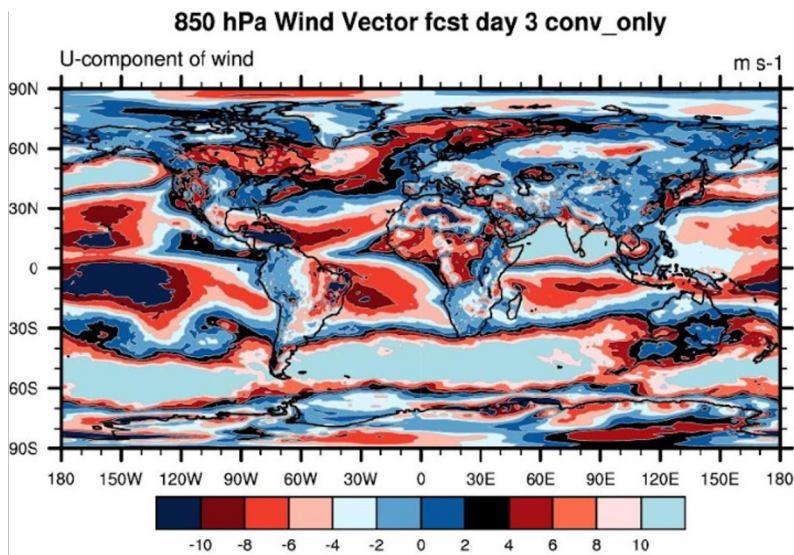 850 hPa Wind Vector fcst day 3 conv_only
U-component of wind m s-1
90N
60N
30N
0
30S
60S
90S
180 150W 120W 90W 60W 30W 0 30E 60E 90E 120E 150E 180
-10 -8 -6 -4 -2 0 2 4 6 8 10